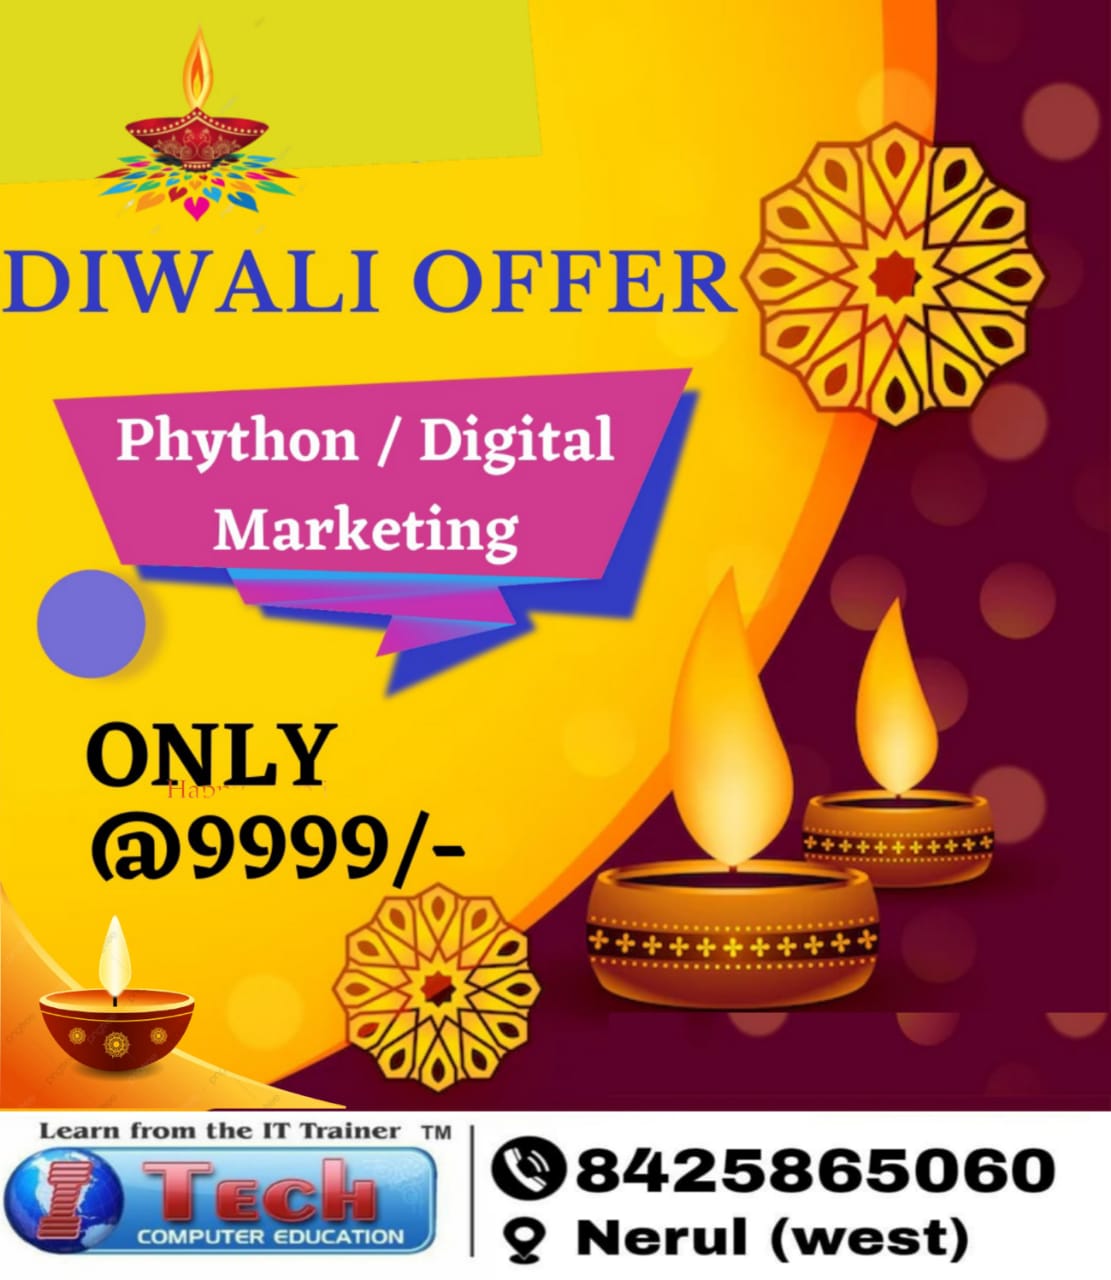 DIWALI OFFER
Phython / Digital
Marketing
ONLY
@9999/-
Learn from the IT Trainer TM
I TECH
COMPUTER EDUCATION
8425865060
Nerul (west)